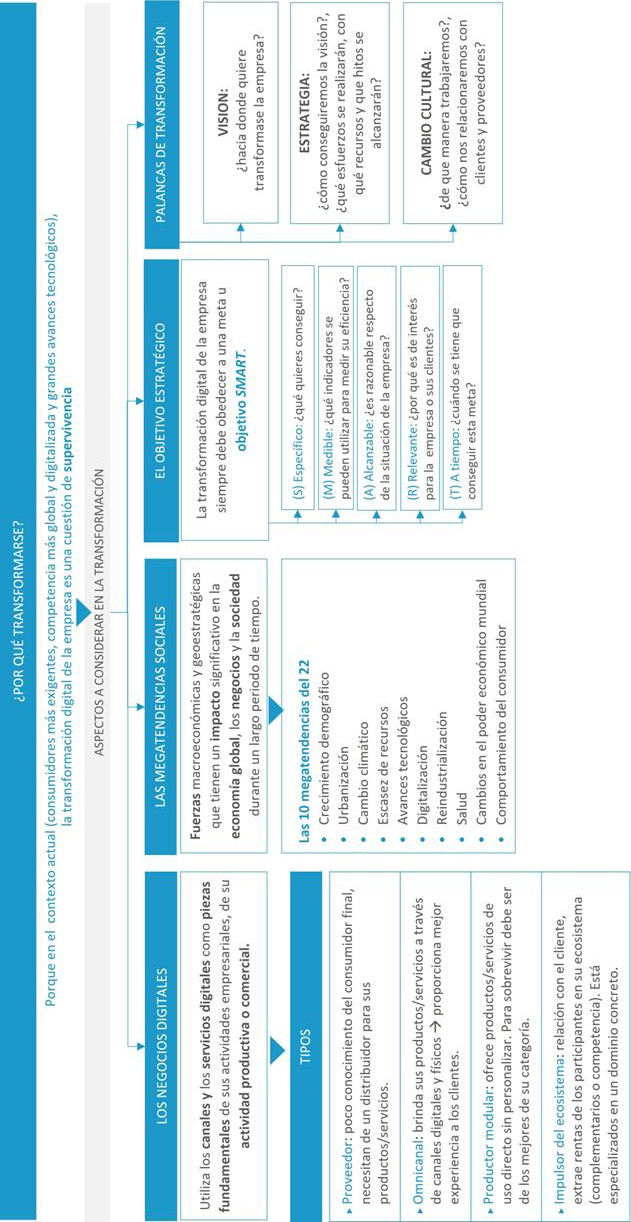 ¿POR QUÉ TRANSFORMARSE?
Porque en el contexto actual (consumidores más exigentes, competencia más global y digitalizada y grandes avances tecnológicos),
la transformación digital de la empresa es una cuestión de supervivencia
ASPECTOS A CONSIDERAR EN LA TRANSFORMACIÓN
LOS NEGOCIOS DIGITALES
Utiliza los canales y los servicios digitales como piezas
fundamentales de sus actividades empresariales, de su
actividad productiva o comercial.
TIPOS
Proveedor: poco conocimiento del consumidor final,
necesitan de un distribuidor para sus
productos/servicios.
Omnicanal: brinda sus productos/servicios a través
de canales digitales y físicos → proporciona mejor
experiencia a los clientes.
Productor modular: ofrece productos/servicios de
uso directo sin personalizar. Para sobrevivir debe ser
de los mejores de su categoría.
Impulsor del ecosistema: relación con el cliente,
extrae rentas de los participantes en su ecosistema
(complementarios o competencia). Está
especializados en un dominio concreto.
LAS MEGATENDENCIAS SOCIALES
Fuerzas macroeconómicas y geoestratégicas
que tienen un impacto significativo en la
economía global, los negocios y la sociedad
durante un largo periodo de tiempo.
Las 10 megatendencias del 22
• Crecimiento demográfico
• Urbanización
• Cambio climático
• Escasez de recursos
• Avances tecnológicos
• Digitalización
• Reindustrialización
• Salud
• Cambios en el poder económico mundial
• Comportamiento del consumidor
EL OBJETIVO ESTRATÉGICO
La transformación digital de la empresa
siempre debe obedecer a una meta u
objetivo SMART.
(S) Específico: ¿qué quieres conseguir?
(M) Medible: ¿qué indicadores se
pueden utilizar para medir su eficiencia?
(A) Alcanzable: ¿es razonable respecto
de la situación de la empresa?
(R) Relevante: ¿por qué es de interés
para la empresa o sus clientes?
(T) A tiempo: ¿cuándo se tiene que
conseguir esta meta?
PALANCAS DE TRANSFORMACIÓN
VISION:
¿hacia donde quiere
transformase la empresa?
ESTRATEGIA:
¿cómo conseguiremos la visión?,
¿qué esfuerzos se realizarán, con
qué recursos y que hitos se
alcanzarán?
CAMBIO CULTURAL:
¿de que manera trabajaremos?,
¿cómo nos relacionaremos con
clientes y proveedores?